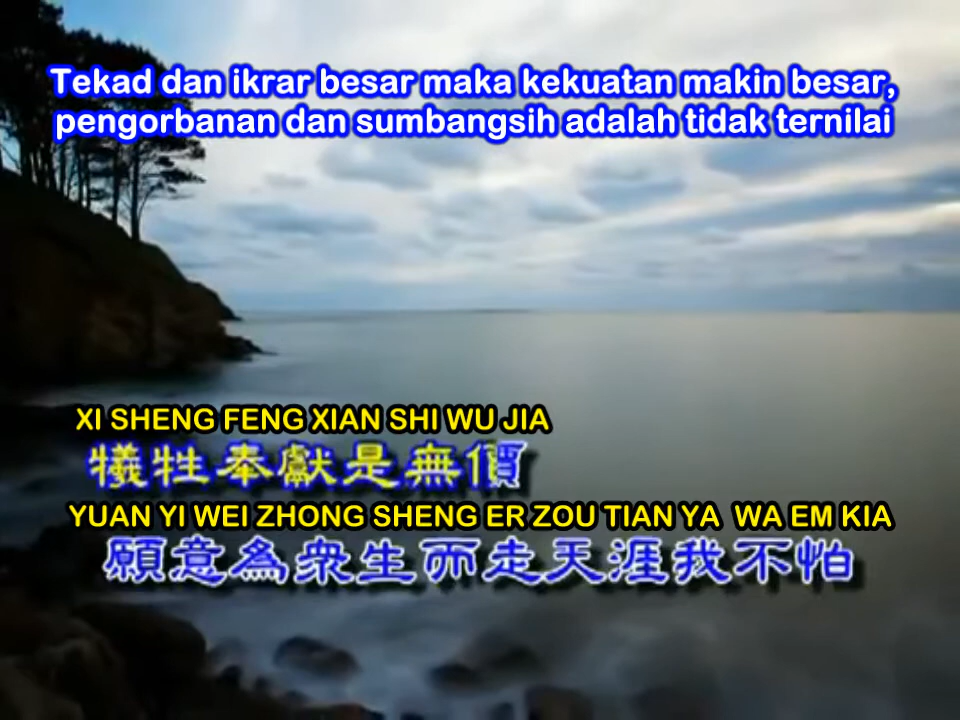 Tekad dan ikrar besar maka kekuatan makin besar,
pengorbanan dan sumbangsih adalah tidak ternilai
XI SHENG FENG XIAN SHI WU JIA
犧牲奉獻是無價
YUAN YI WEI ZHONG SHENG ER ZOU TIAN YA WA EM KIA
願意為衆生而走天涯我不怕